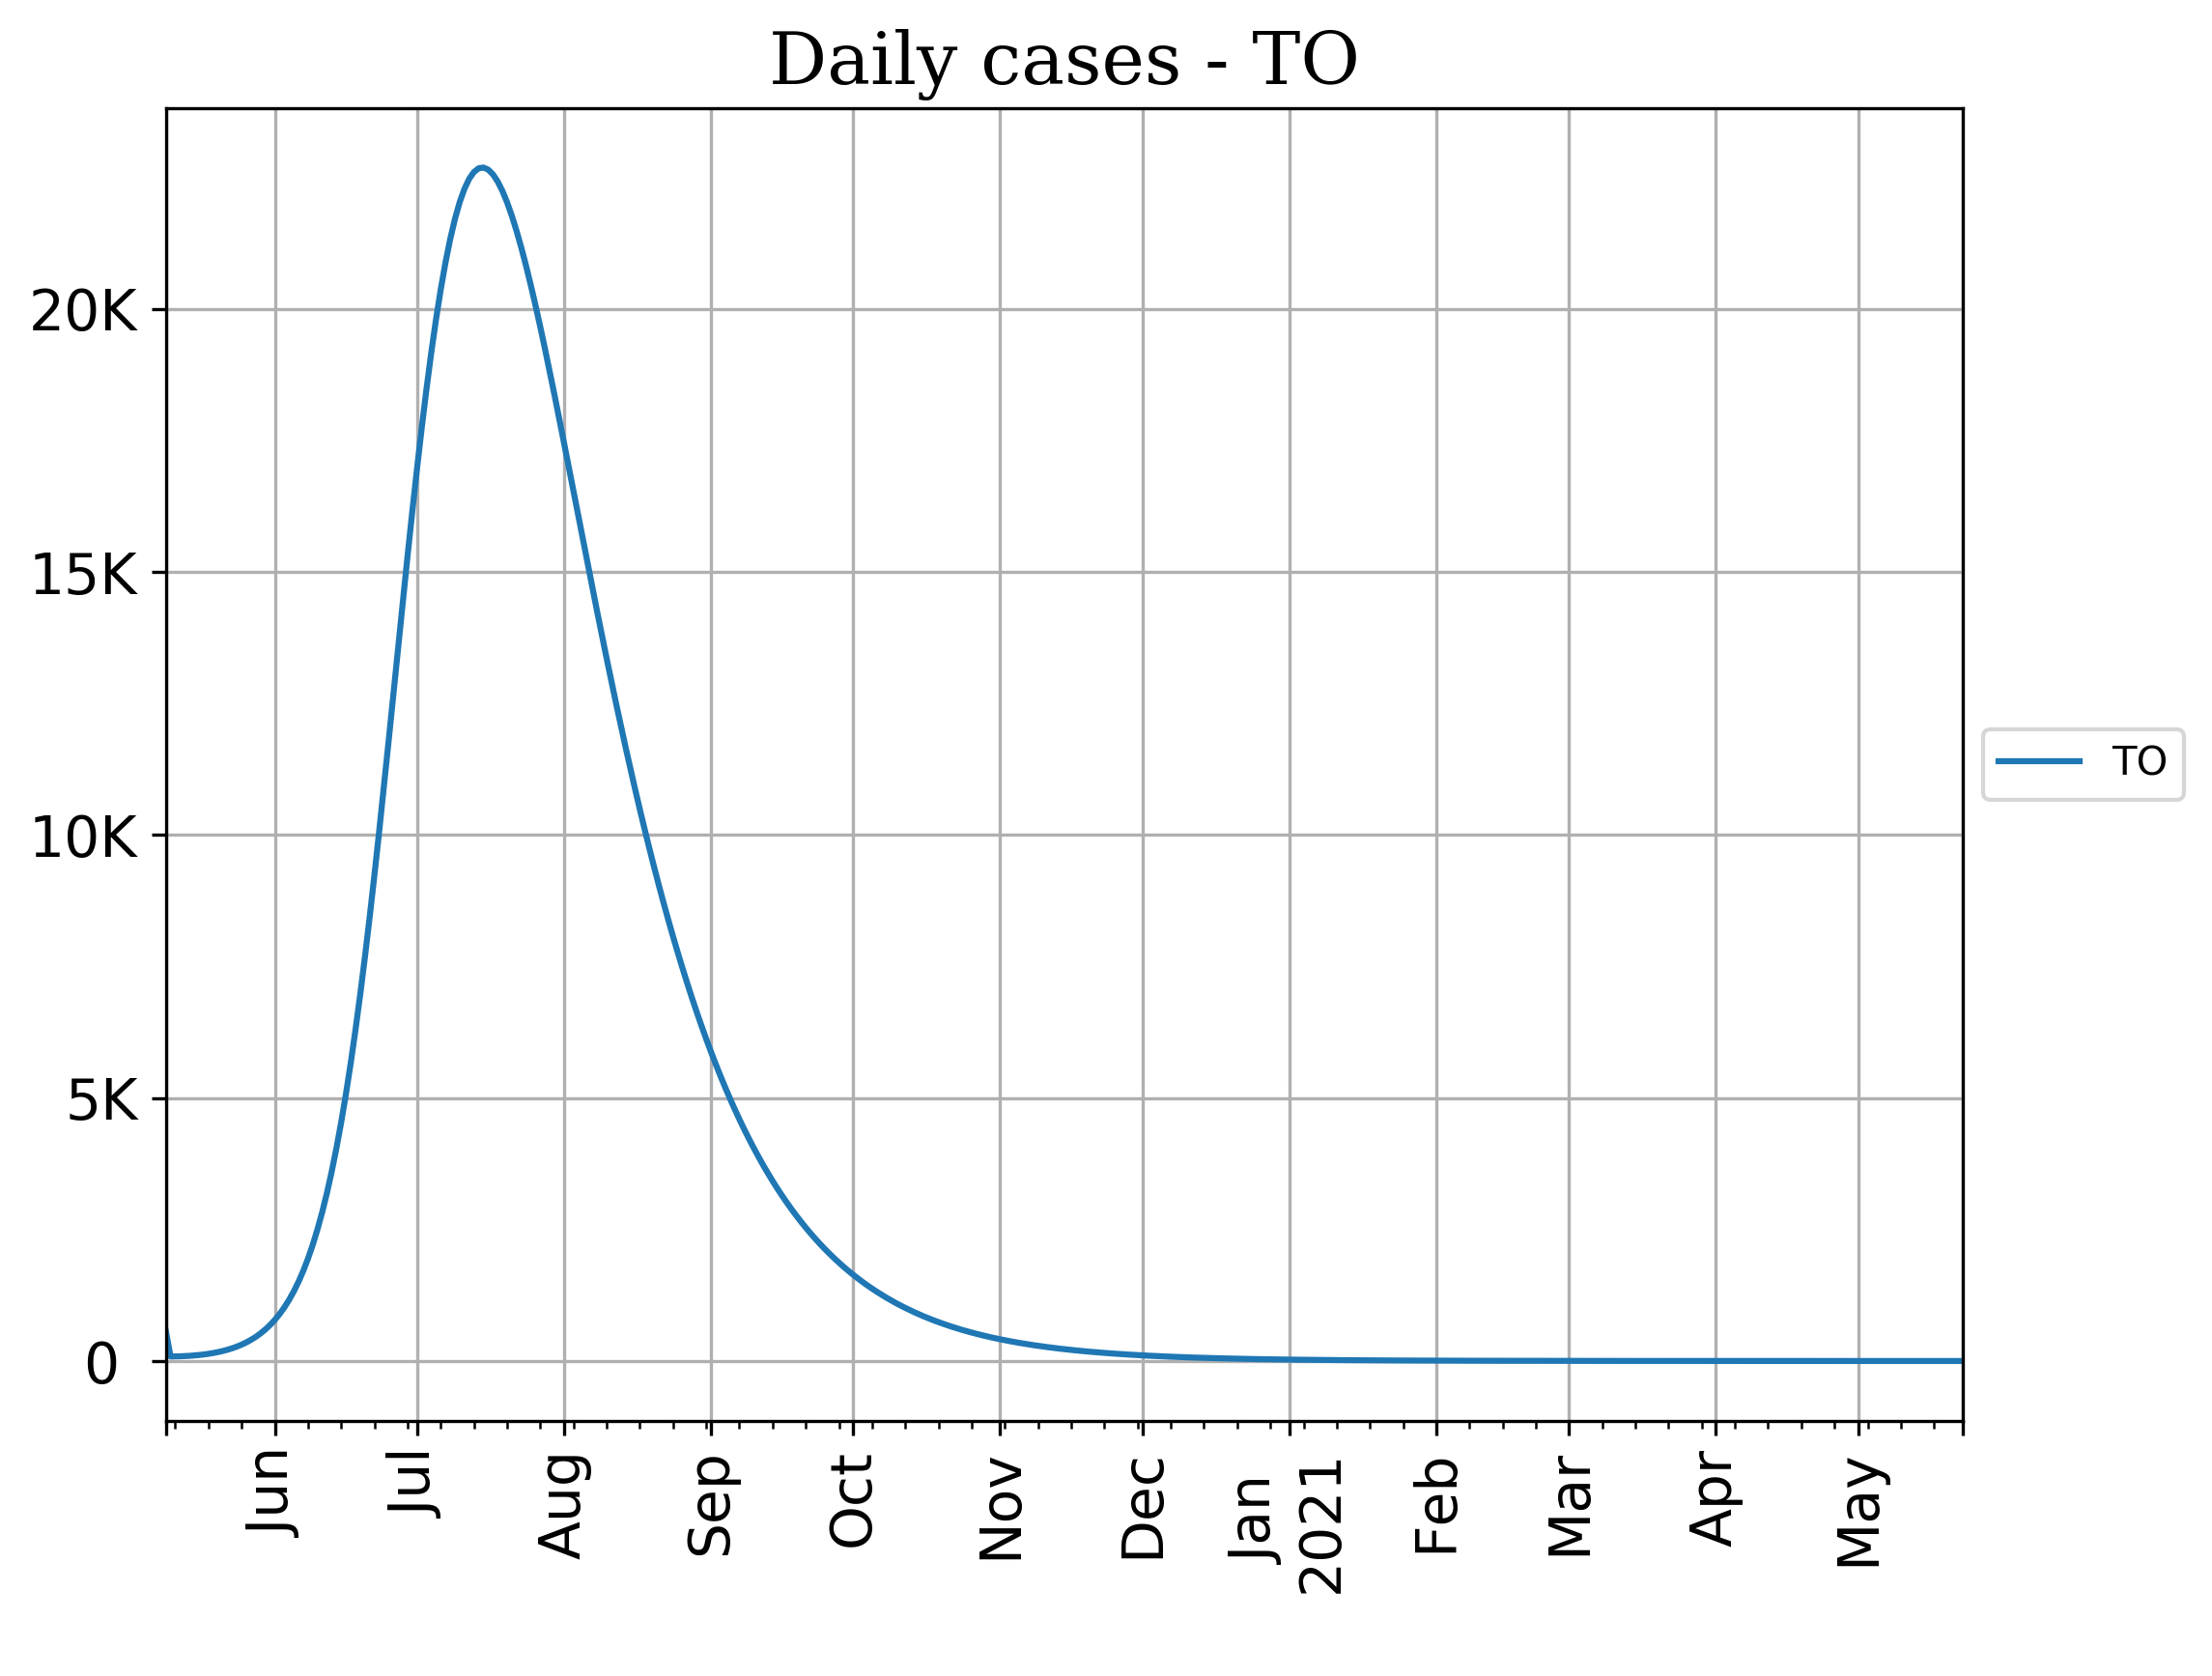 Daily cases - TO
20K
15K
10K
5K
0
TO
Jun
Jul
Aug
Sep
Oct
Nov
Dec
Jan
2021
Feb
Mar
Apr
May